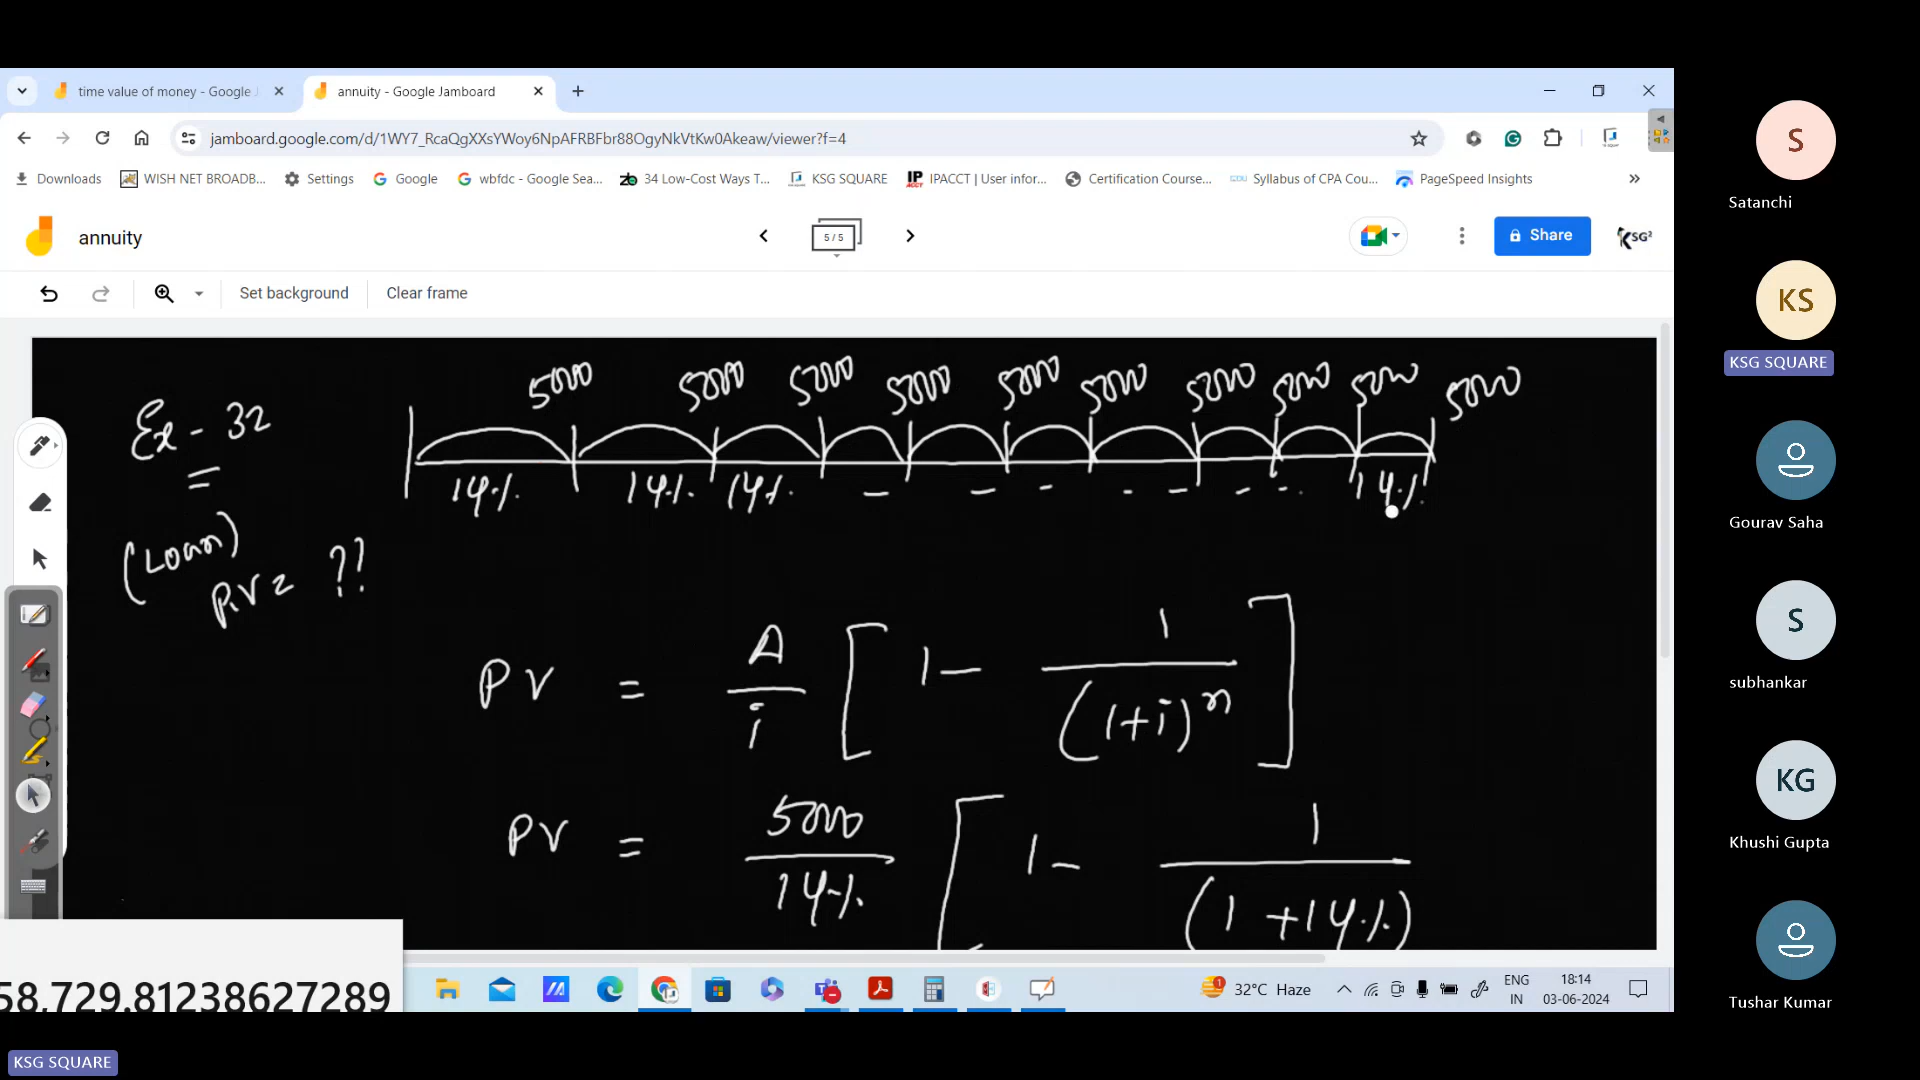 time value of money - Google J
annuity - Google Jamboard
jamboard.google.com/d/1WY7_RcaQgXXsYWoy6NpAFRBFbr88OgyNkVtKw0Akeaw/viewer?f=4
Downloads
WISH NET BROADB...
Settings
Google
wbfdc - Google Sea...
34 Low-Cost Ways T...
KSG SQUARE
IPACCT | User infor...
Certification Course...
Syllabus of CPA Cou...
PageSpeed Insights
annuity
5 / 5
Share
KSG²
Set background
Clear frame
5000 5000 5000 5000 5000 5000 5000 5000 5000 5000
Ex - 32
14% 14% 14% - - - - - - - 14%
(Loan)
P.V = ??
PV = A/i [ 1 - 1/(1+i)^n ]
PV = 5000/14% [ 1 - 1/(1 + 14%)
58,729.81238627289
32°C Haze
ENG
IN
18:14
03-06-2024
S
Satanchi
KS
KSG SQUARE
Gourav Saha
S
subhankar
KG
Khushi Gupta
Tushar Kumar
KSG SQUARE